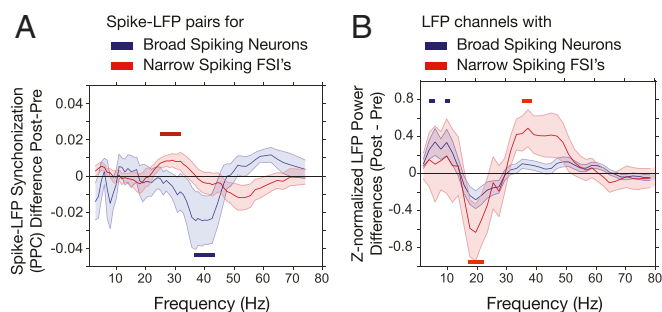 A
Spike-LFP pairs for
Broad Spiking Neurons
Narrow Spiking FSI's
Spike-LFP Synchonization
(PPC) Difference Post-Pre
0.04
0.02
0
-0.02
-0.04
10 20 30 40 50 60 70 80
Frequency (Hz)
B
LFP channels with
Broad Spiking Neurons
Narrow Spiking FSI's
Z-normalized LFP Power
Differences (Post - Pre)
0.8
0.4
0
-0.4
-0.8
10 20 30 40 50 60 70 80
Frequency (Hz)